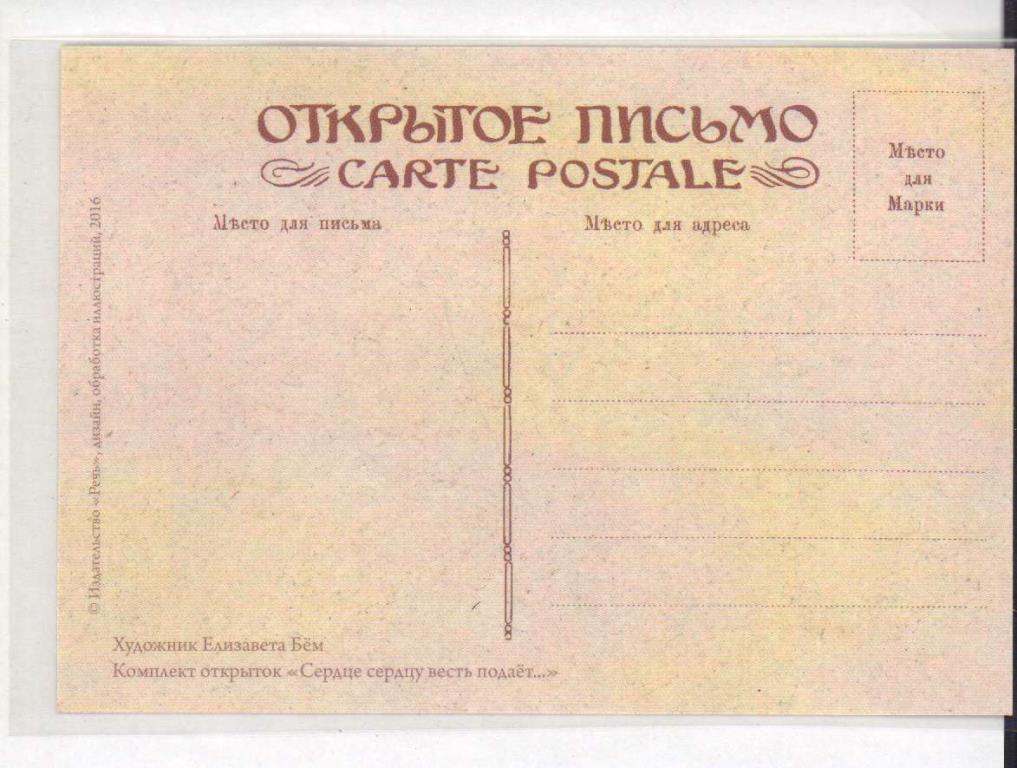 ОТКРЫТОЕ ПИСЬМО
CARTE POSTALE
Мѣсто
для
Марки
Мѣсто для письма
Мѣсто для адреса
© Издательство «Речь», дизайн, обработка иллюстраций, 2016
Художник Елизавета Бём
Комплект открыток «Сердце сердцу весть подаёт...»